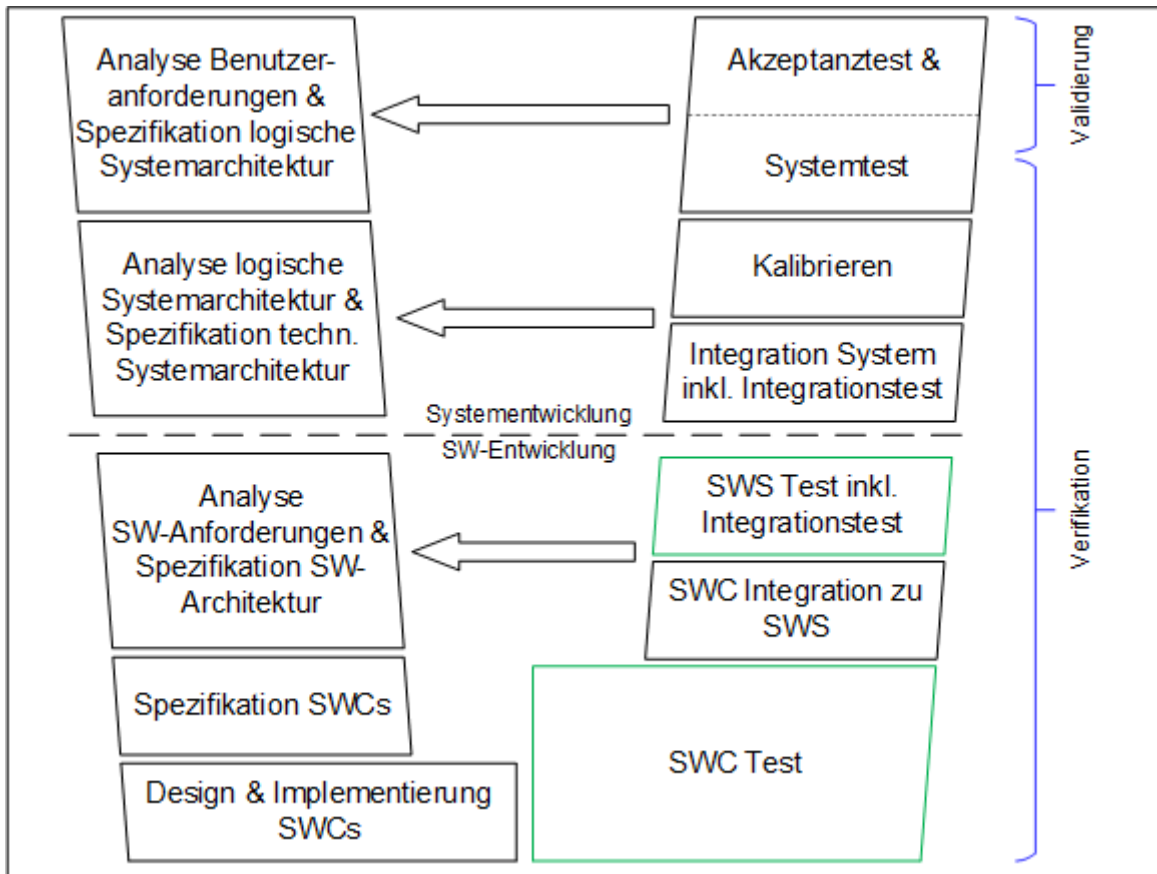 Analyse Benutzer-
anforderungen &
Spezifikation logische
Systemarchitektur
Akzeptanztest &
Systemtest
Validierung
Analyse logische
Systemarchitektur &
Spezifikation techn.
Systemarchitektur
Kalibrieren
Integration System
inkl. Integrationstest
Systementwicklung
SW-Entwicklung
Verifikation
Analyse
SW-Anforderungen &
Spezifikation SW-
Architektur
SWS Test inkl.
Integrationstest
SWC Integration zu
SWS
Spezifikation SWCs
SWC Test
Design & Implementierung
SWCs